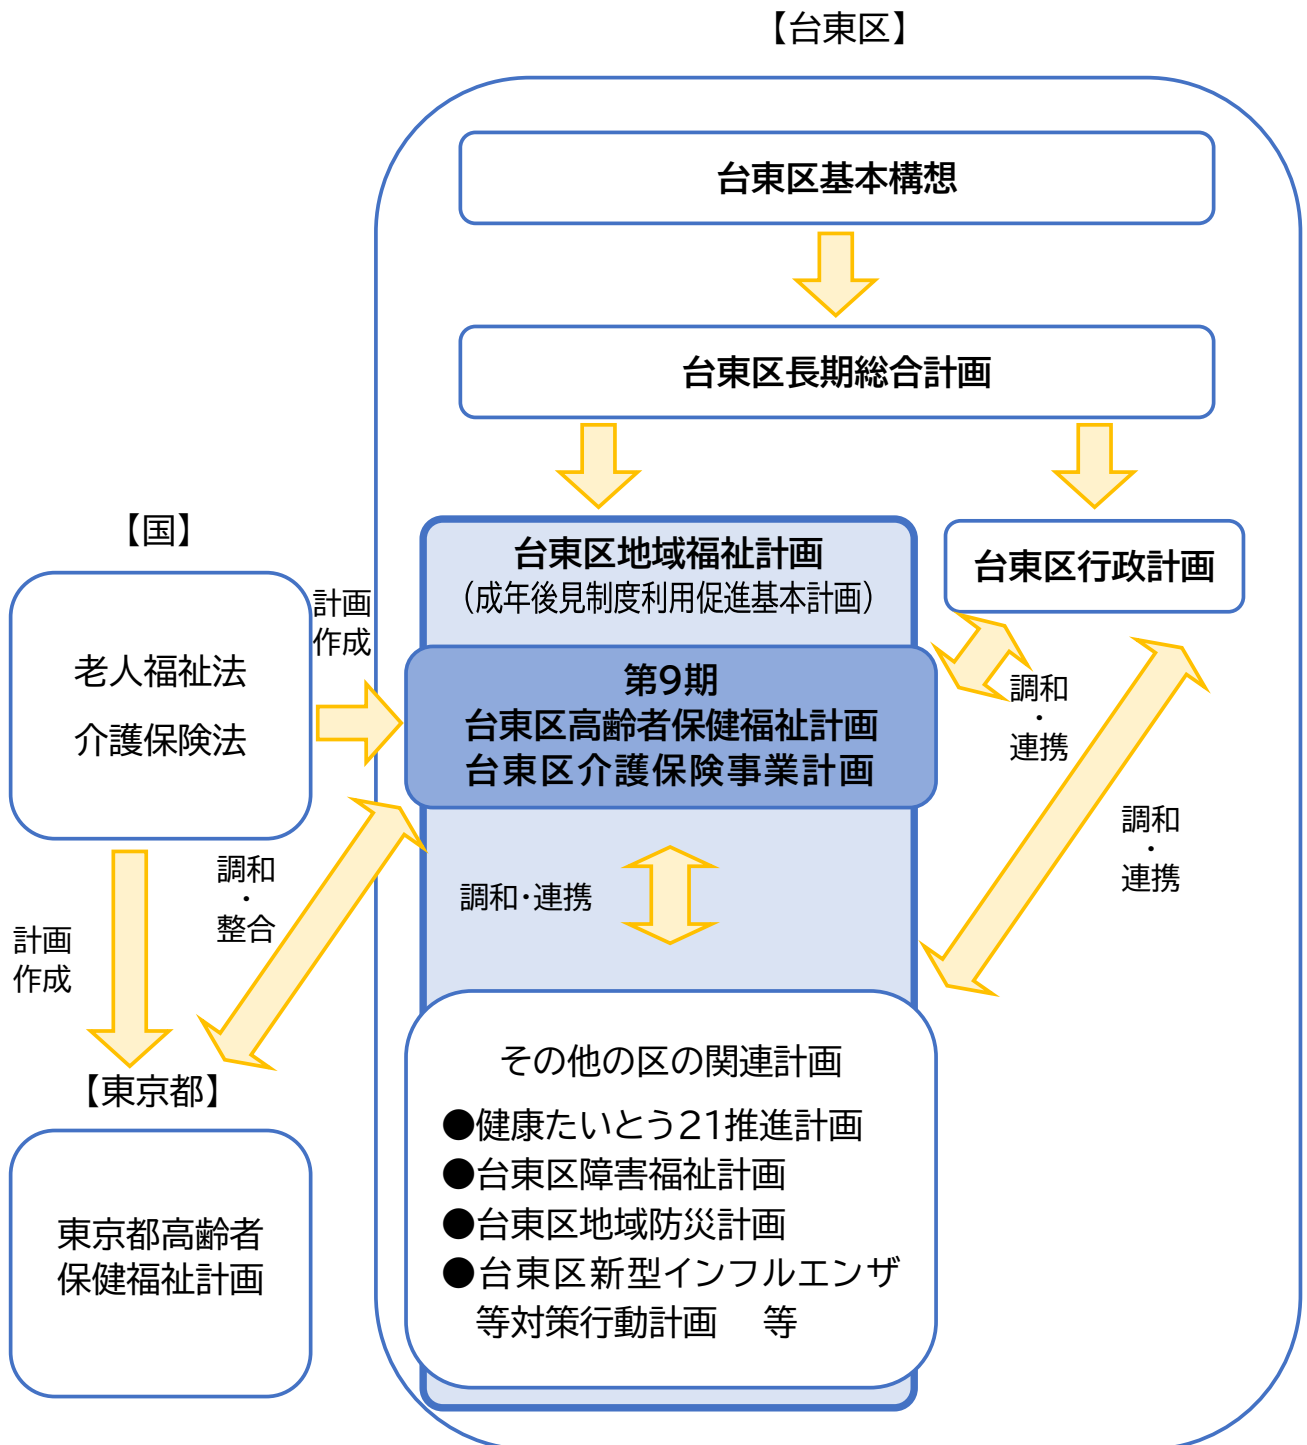 【台東区】
台東区基本構想
台東区長期総合計画
台東区地域福祉計画
（成年後見制度利用促進基本計画）
台東区行政計画
【国】
老人福祉法
介護保険法
計画
作成
第9期
台東区高齢者保健福祉計画
台東区介護保険事業計画
調和
・
連携
調和
・
連携
調和・連携
調和
・
整合
計画
作成
【東京都】
東京都高齢者
保健福祉計画
その他の区の関連計画
●健康たいとう21推進計画
●台東区障害福祉計画
●台東区地域防災計画
●台東区新型インフルエンザ
等対策行動計画　等